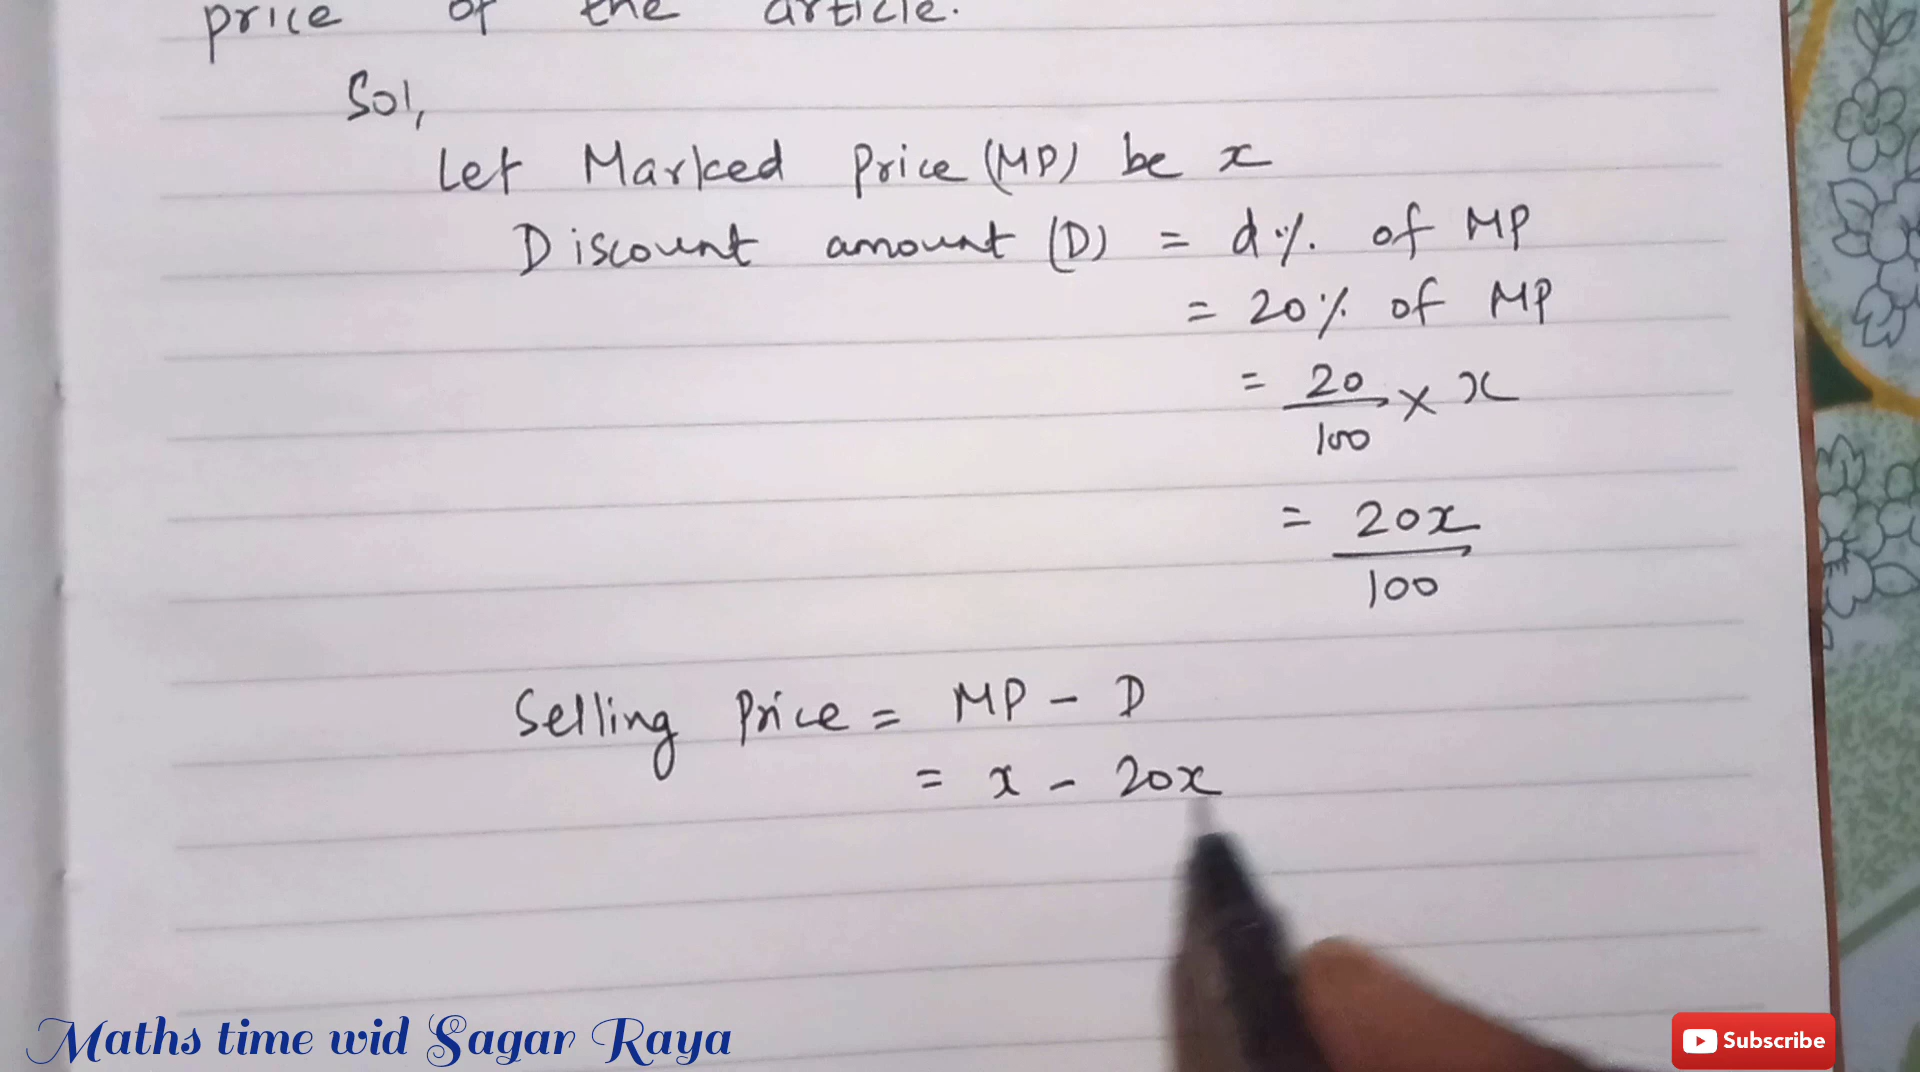 price of the article.
Sol,
Let Marked Price (MP) be x
Discount amount (D) = d% of MP
= 20% of MP
= 20/100 × x
= 20x/100
Selling Price = MP - D
= x - 20x
Maths time wid Sagar Raya
Subscribe